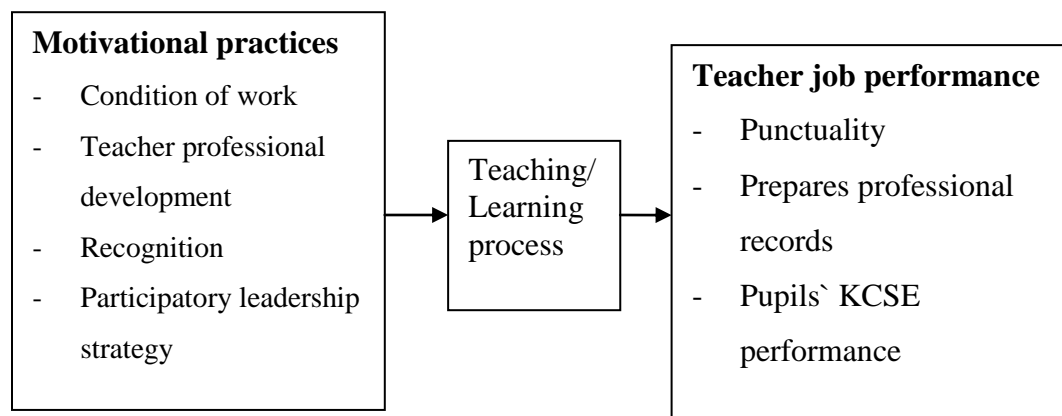 Motivational practices
- Condition of work
- Teacher professional
development
- Recognition
- Participatory leadership
strategy
Teaching/
Learning
process
Teacher job performance
- Punctuality
- Prepares professional
records
- Pupils` KCSE
performance